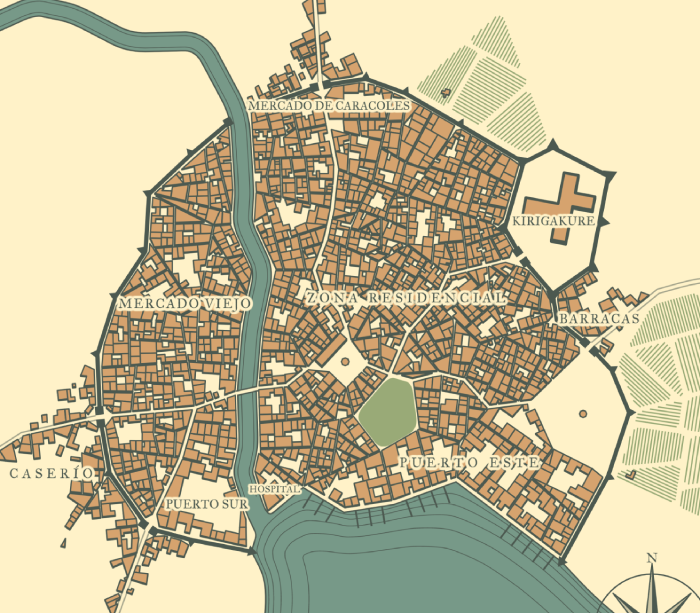 MERCADO DE CARACOLES
KIRIGAKURE
MERCADO VIEJO
ZONA RESIDENCIAL
BARRACAS
CASERÍO
PUERTO ESTE
HOSPITAL
PUERTO SUR
N